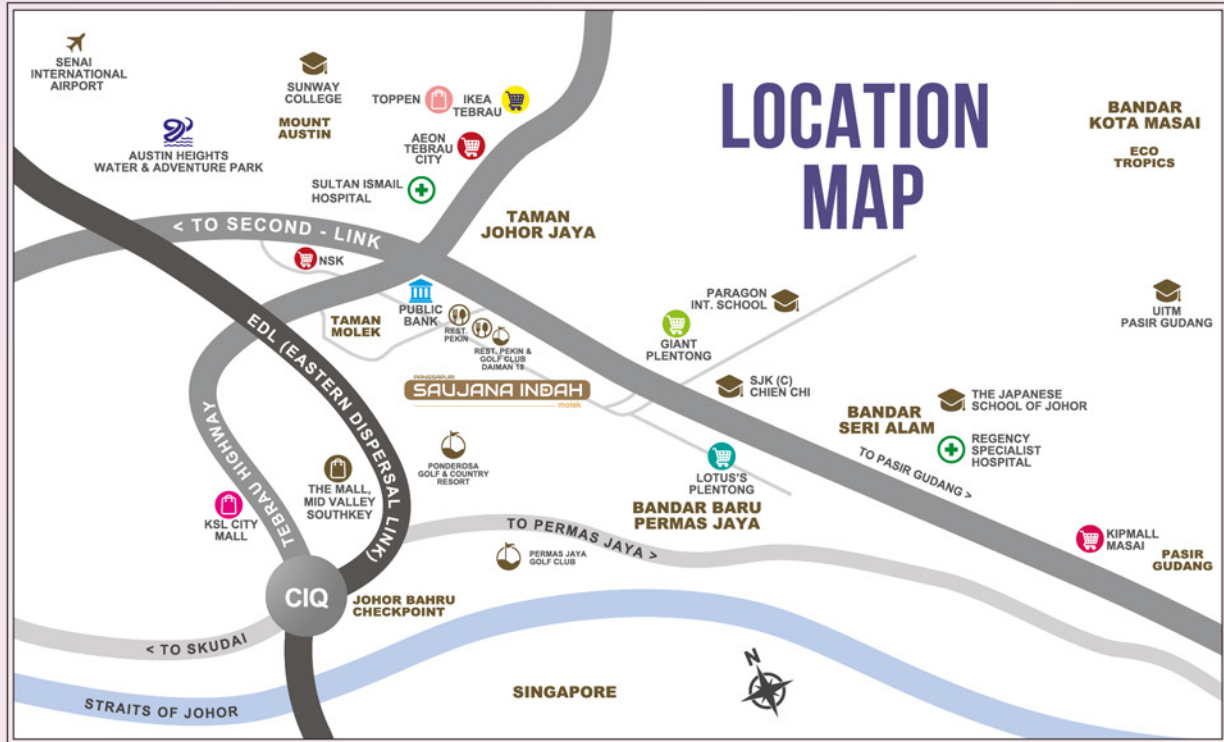 LOCATION
MAP
SENAI
INTERNATIONAL
AIRPORT
SUNWAY
COLLEGE
MOUNT
AUSTIN
TOPPEN
IKEA
TEBRAU
AEON
TEBRAU
CITY
AUSTIN HEIGHTS
WATER & ADVENTURE PARK
SULTAN ISMAIL
HOSPITAL
BANDAR
KOTA MASAI
ECO
TROPICS
< TO SECOND - LINK
TAMAN
JOHOR JAYA
NSK
PUBLIC
BANK
TAMAN
MOLEK
REST.
PEKIN
REST. PEKIN &
GOLF CLUB
DAIMAN 18
PANGSAPURI
SAUJANA INDAH
molek
PARAGON
INT. SCHOOL
GIANT
PLENTONG
UITM
PASIR GUDANG
SJK (C)
CHIEN CHI
THE JAPANESE
SCHOOL OF JOHOR
BANDAR
SERI ALAM
REGENCY
SPECIALIST
HOSPITAL
EDL (EASTERN DISPERSAL LINK)
TEBRAU HIGHWAY
PONDEROSA
GOLF & COUNTRY
RESORT
THE MALL,
MID VALLEY
SOUTHKEY
KSL CITY
MALL
LOTUS'S
PLENTONG
BANDAR BARU
PERMAS JAYA
TO PASIR GUDANG >
TO PERMAS JAYA >
KIPMALL
MASAI
PASIR
GUDANG
PERMAS JAYA
GOLF CLUB
CIQ
JOHOR BAHRU
CHECKPOINT
< TO SKUDAI
STRAITS OF JOHOR
SINGAPORE
N